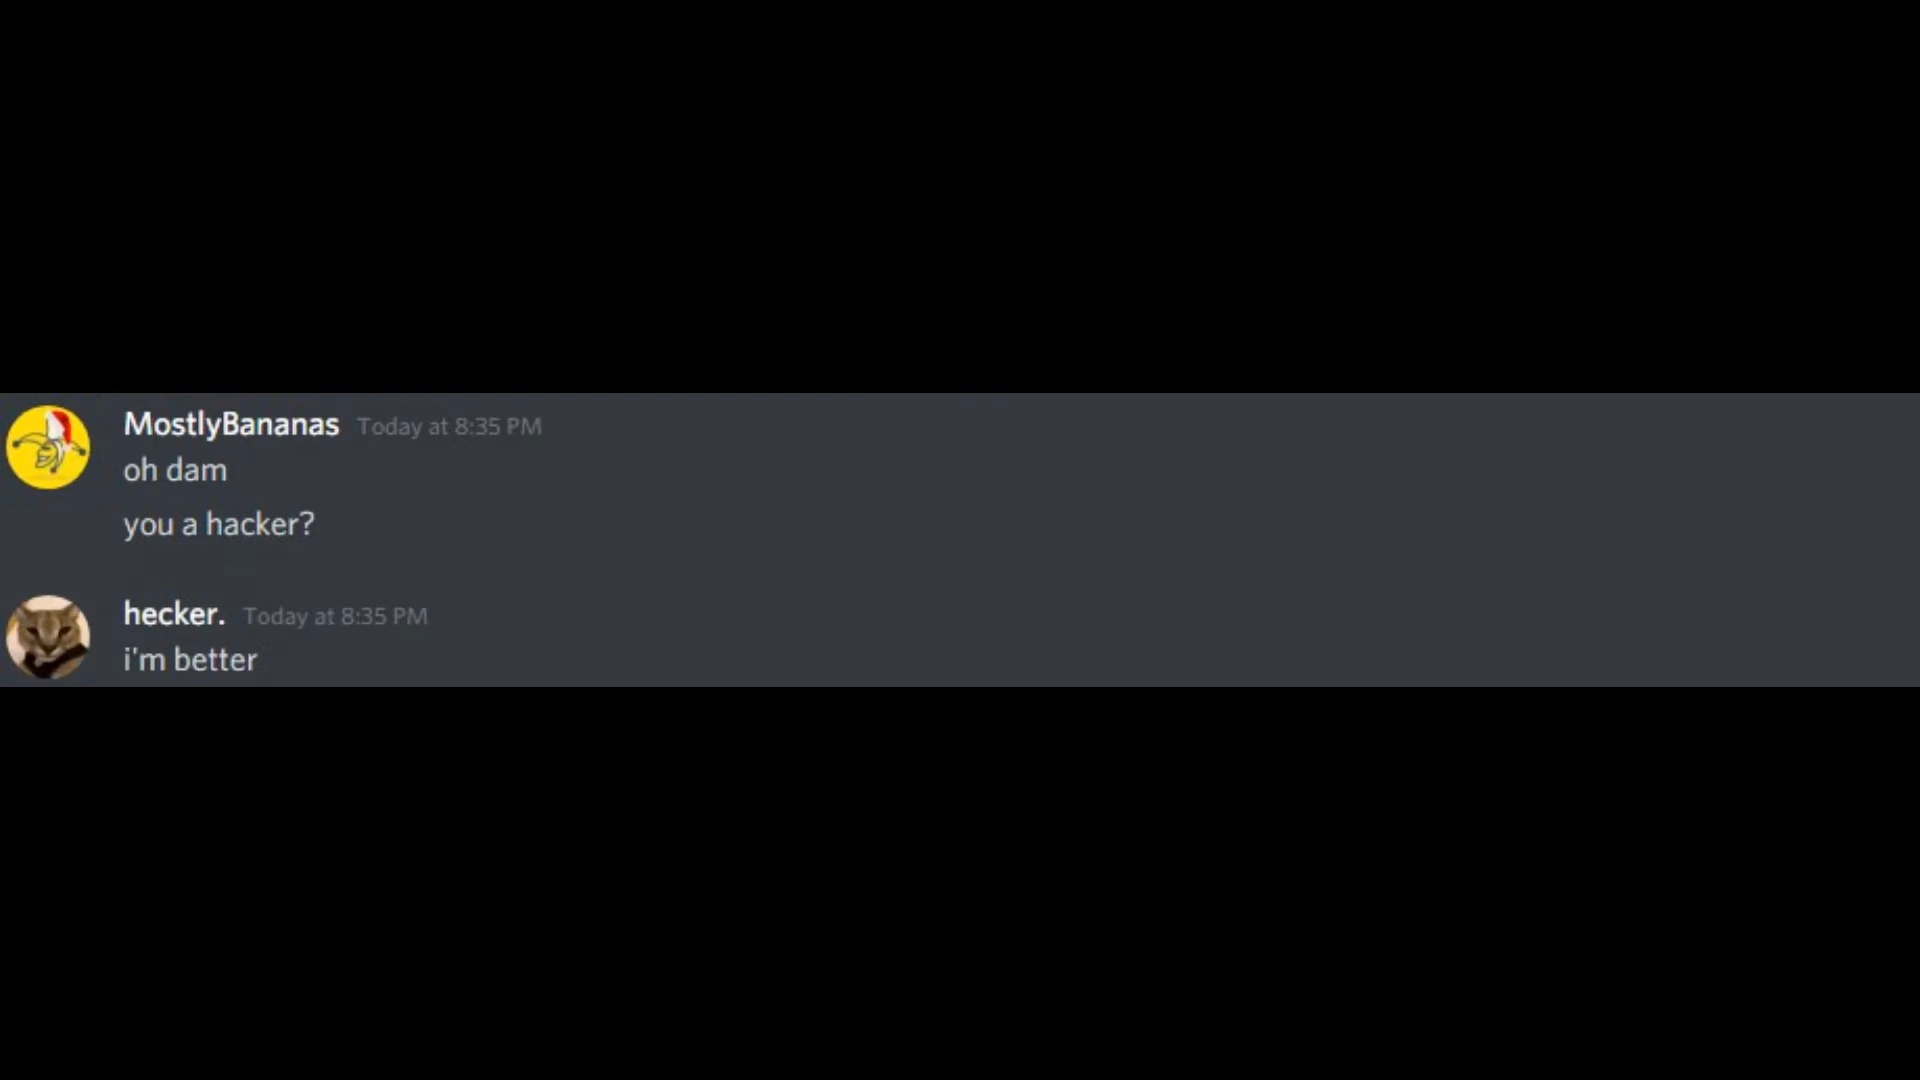 MostlyBananas Today at 8:35 PM
oh dam
you a hacker?
hecker. Today at 8:35 PM
i'm better